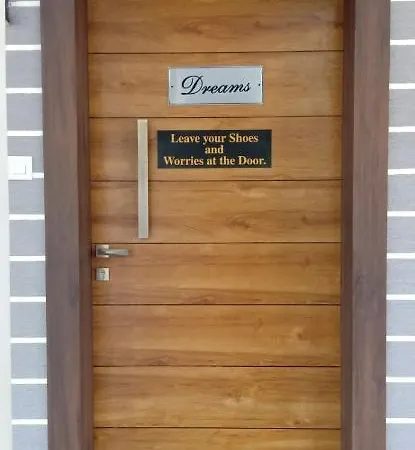 Dreams
Leave your Shoes
and
Worries at the Door.